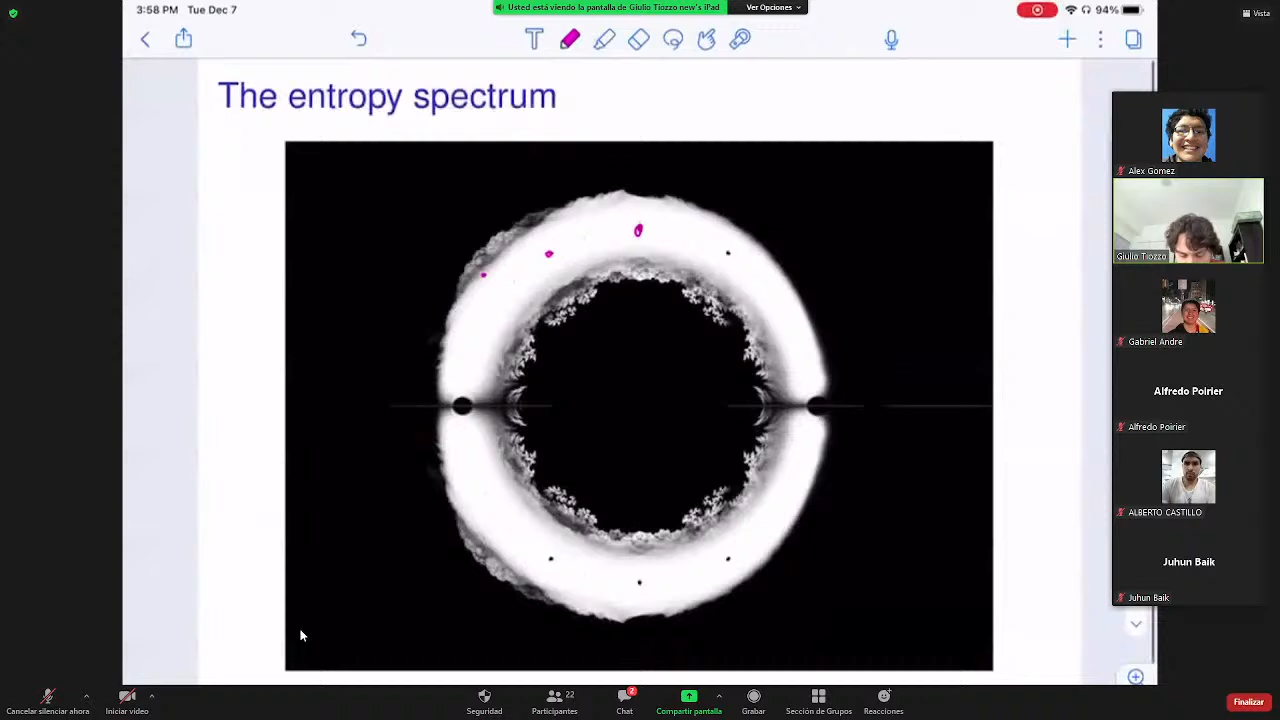 3:58 PM Tue Dec 7
Usted está viendo la pantalla de Giulio Tiozzo new's iPad
Ver Opciones
94%
Vista
The entropy spectrum
Alex Gomez
Giulio Tiozzo
Gabriel Andre
Alfredo Poirier
Alfredo Poirier
ALBERTO CASTILLO
Juhun Baik
Juhun Baik
Cancelar silenciar ahora
Iniciar video
Seguridad
22
Participantes
2
Chat
Compartir pantalla
Grabar
Sección de Grupos
Reacciones
Finalizar